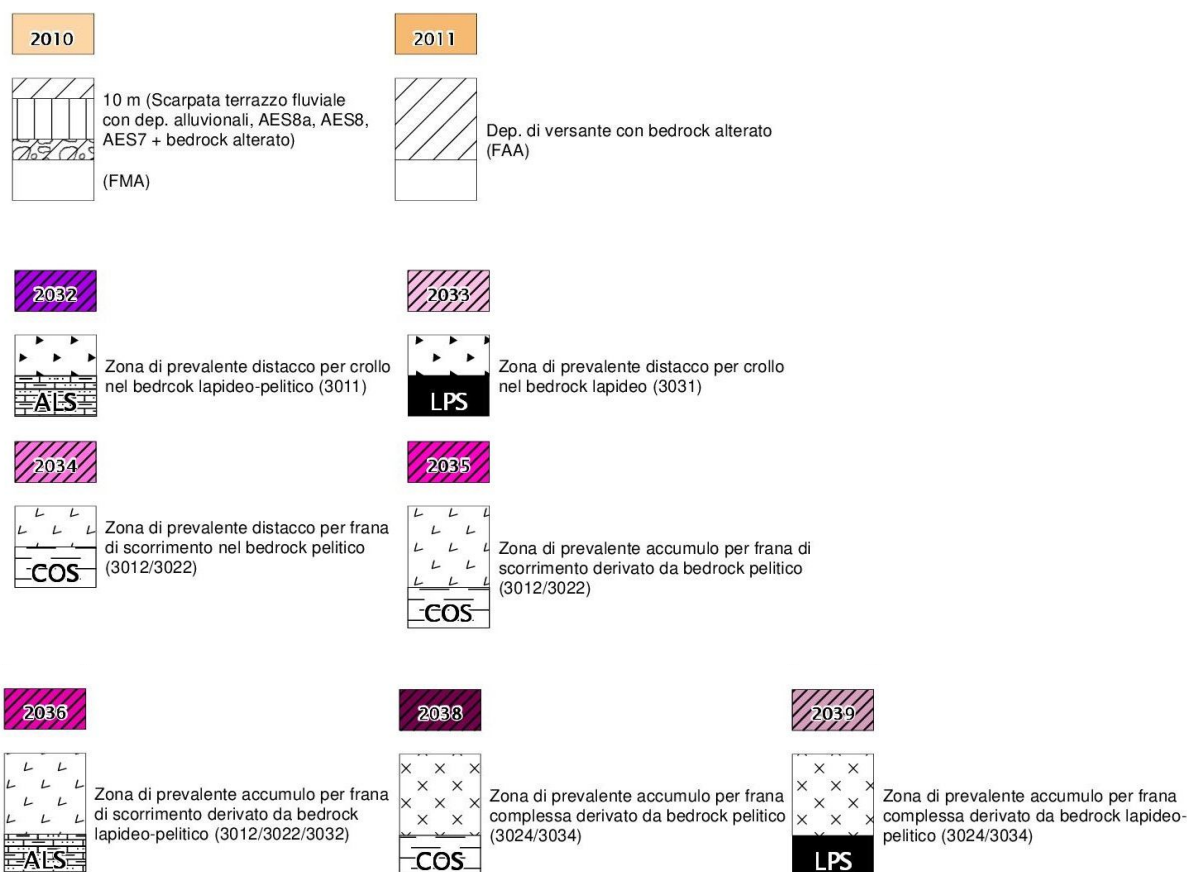 2010
2011
10 m (Scarpata terrazzo fluviale
con dep. alluvionali, AES8a, AES8,
AES7 + bedrock alterato)
(FMA)
Dep. di versante con bedrock alterato
(FAA)
2032
2033
Zona di prevalente distacco per crollo
nel bedrcok lapideo-pelitico (3011)
ALS
Zona di prevalente distacco per crollo
nel bedrock lapideo (3031)
LPS
2034
2035
Zona di prevalente distacco per frana
di scorrimento nel bedrock pelitico
(3012/3022)
COS
Zona di prevalente accumulo per frana di
scorrimento derivato da bedrock pelitico
(3012/3022)
COS
2036
2038
2039
Zona di prevalente accumulo per frana
di scorrimento derivato da bedrock
lapideo-pelitico (3012/3022/3032)
ALS
Zona di prevalente accumulo per frana
complessa derivato da bedrock pelitico
(3024/3034)
COS
Zona di prevalente accumulo per frana
complessa derivato da bedrock lapideo-
pelitico (3024/3034)
LPS